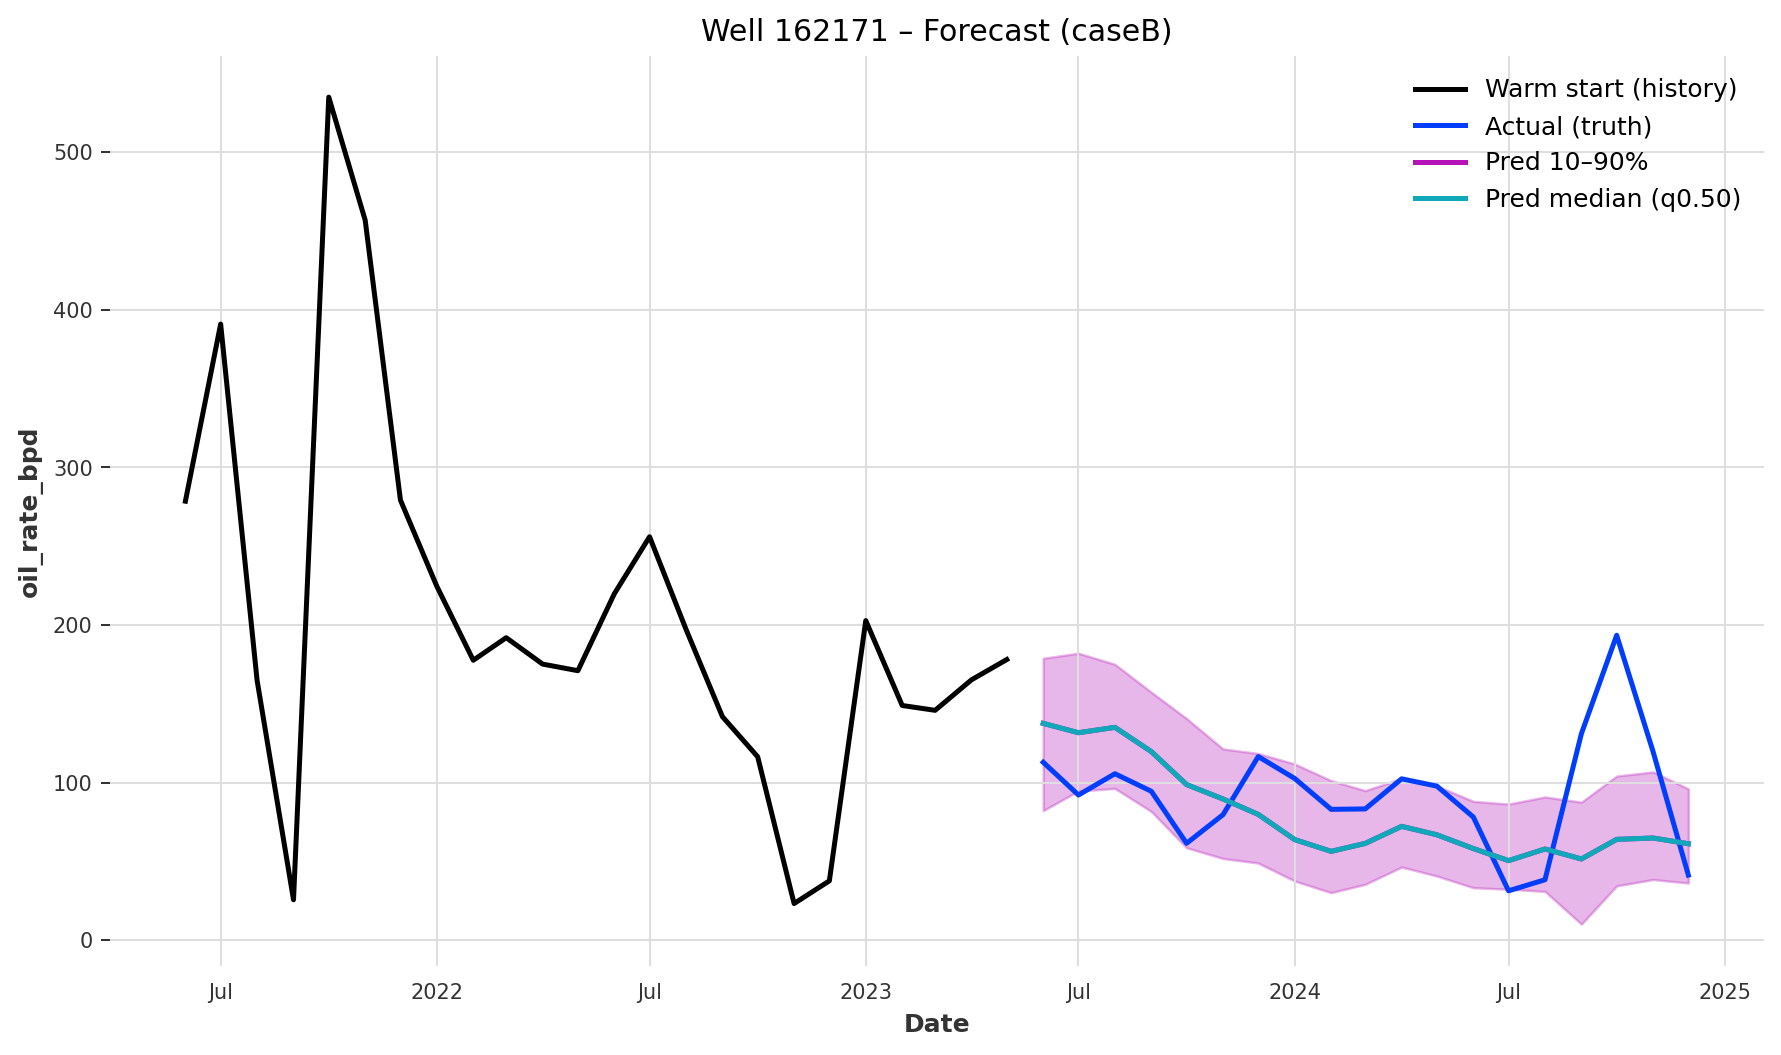 Well 162171 – Forecast (caseB)
Warm start (history)
Actual (truth)
Pred 10–90%
Pred median (q0.50)
500
400
300
200
100
0
oil_rate_bpd
Jul
2022
Jul
2023
Jul
2024
Jul
2025
Date